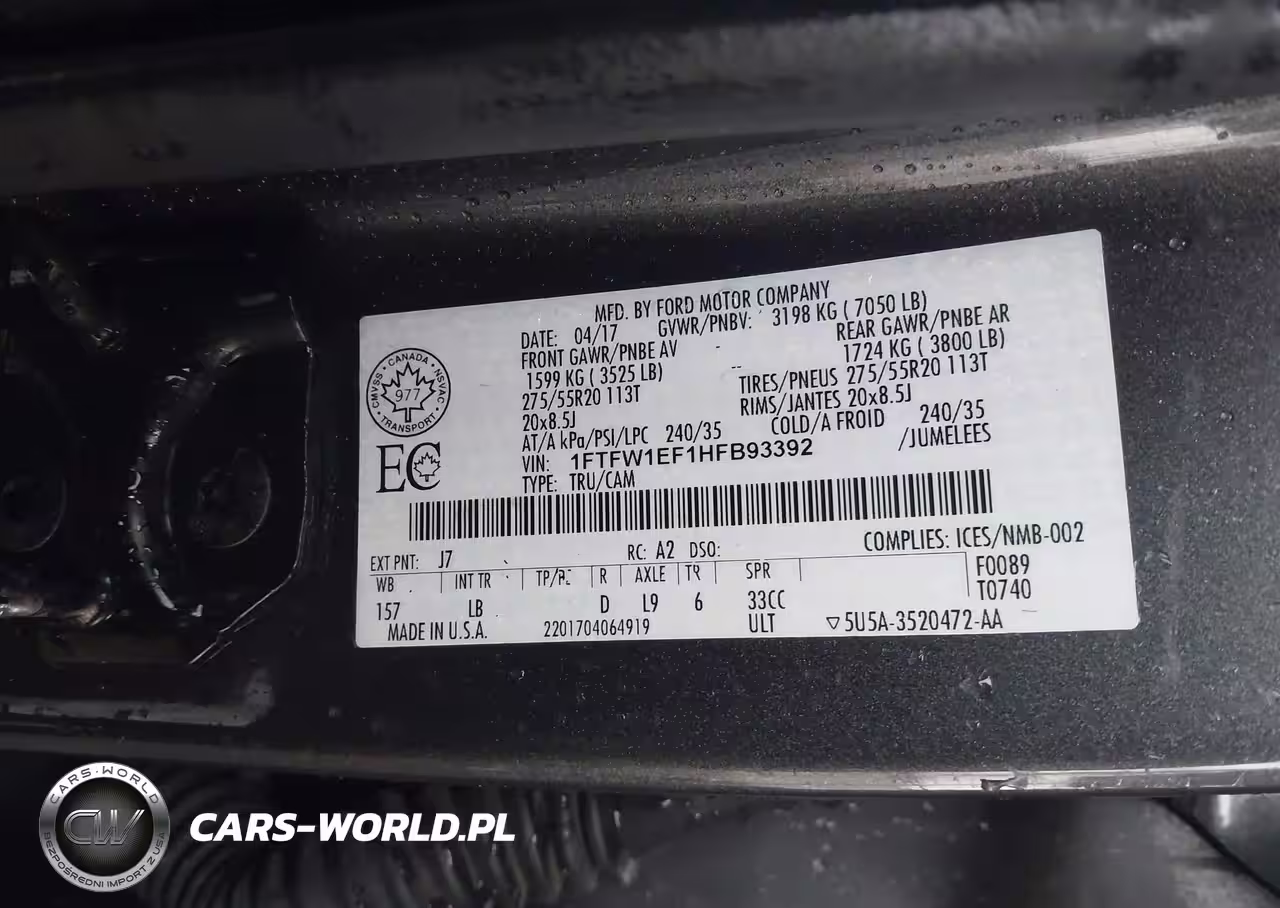 MFD. BY FORD MOTOR COMPANY
DATE: 04/17 GVWR/PNBV: 3198 KG ( 7050 LB)
FRONT GAWR/PNBE AV REAR GAWR/PNBE AR
1599 KG ( 3525 LB) -- 1724 KG ( 3800 LB)
275/55R20 113T TIRES/PNEUS 275/55R20 113T
20x8.5J RIMS/JANTES 20x8.5J
AT/A kPa/PSI/LPC 240/35 COLD/A FROID 240/35
VIN: 1FTFW1EF1HFB93392 /JUMELEES
TYPE: TRU/CAM
CANADA
CMVSS NSVAC
977
TRANSPORT
EC
COMPLIES: ICES/NMB-002
EXT PNT: J7 RC: A2 DSO:
WB INT TR R AXLE TR SPR F0089
157 LB D L9 6 33CC T0740
MADE IN U.S.A. 2201704064919 ULT ▽5U5A-3520472-AA
CARS-WORLD
CW
BEZPOŚREDNI IMPORT Z USA
CARS-WORLD.PL